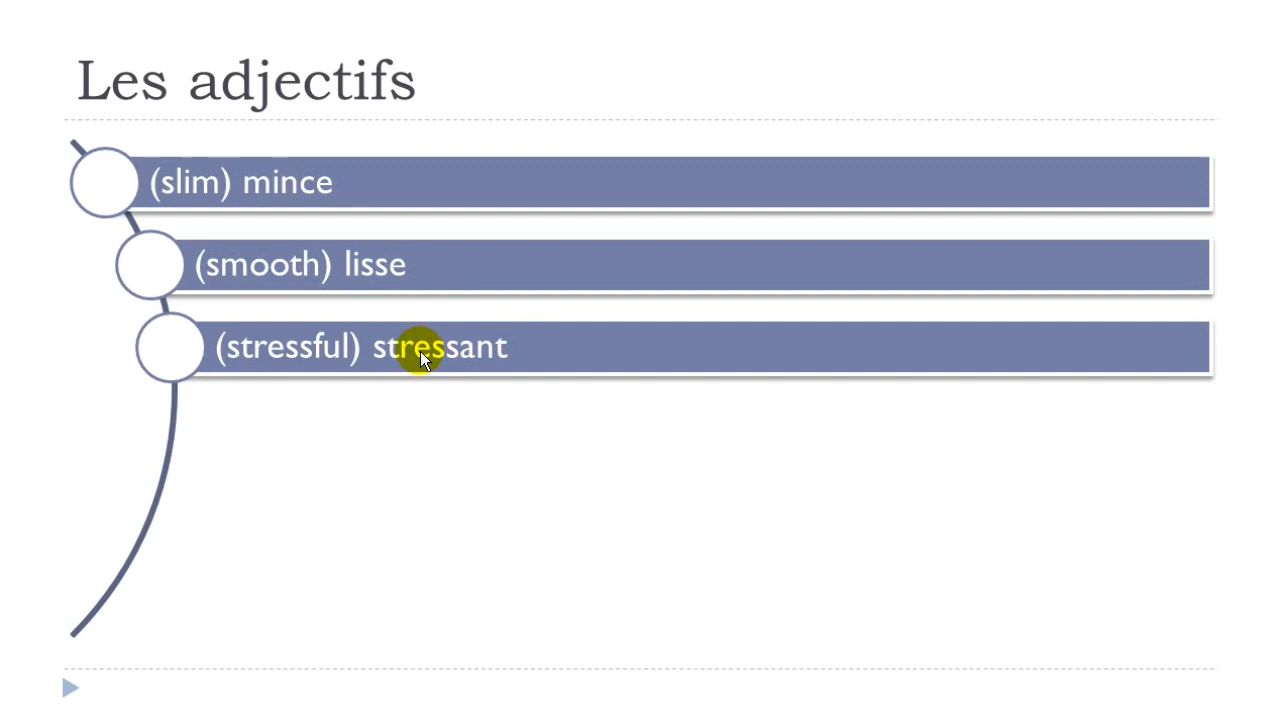 Les adjectifs
(slim) mince
(smooth) lisse
(stressful) stressant